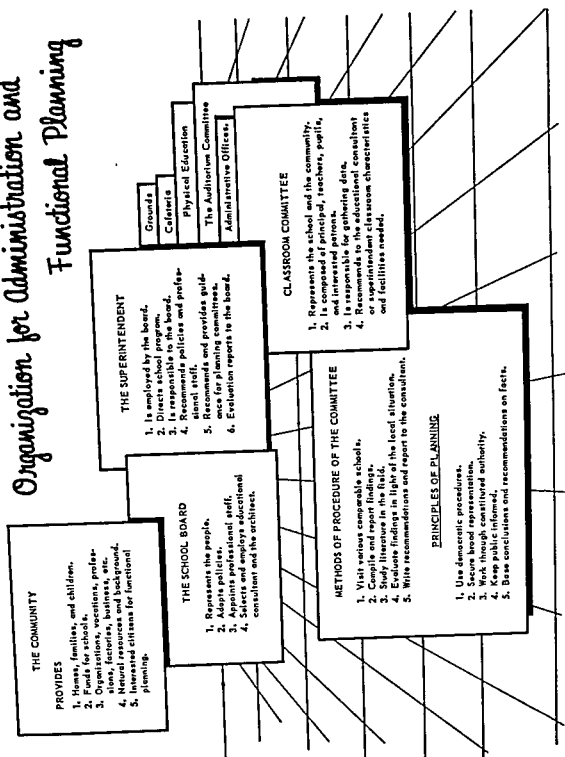 Organization for Administration and
Functional Planning
THE COMMUNITY
PROVIDES
1. Homes, families, and children.
2. Funds for schools.
3. Organizations, vocations, profes-
sions, factories, business, etc.
4. Natural resources and background.
5. Interested citizens for functional
planning.
THE SCHOOL BOARD
1. Represents the people.
2. Adopts policies.
3. Appoints professional staff.
4. Selects and employs educational
consultant and the architect.
THE SUPERINTENDENT
1. Is employed by the board.
2. Directs school program.
3. Is responsible to the board.
4. Recommends policies and profes-
sional staff.
5. Recommends and provides guid-
ance for planning committees.
6. Evaluation reports to the board.
Grounds
Cafeteria
Physical Education
The Auditorium Committee
Administrative Offices.
CLASSROOM COMMITTEE
1. Represents the school and the community.
2. Is composed of principal, teachers, pupils,
and interested patrons.
3. Is responsible for gathering data.
4. Recommends to the educational consultant
or superintendent classroom characteristics
and facilities needed.
METHODS OF PROCEDURE OF THE COMMITTEE
1. Visit various comparable schools.
2. Compile and report findings.
3. Study literature in the field.
4. Evaluate findings in light of the local situation.
5. Write recommendations and report to the consultant.
PRINCIPLES OF PLANNING
1. Use democratic procedures.
2. Secure broad representation.
3. Work through constituted authority.
4. Keep public informed.
5. Base conclusions and recommendations on facts.